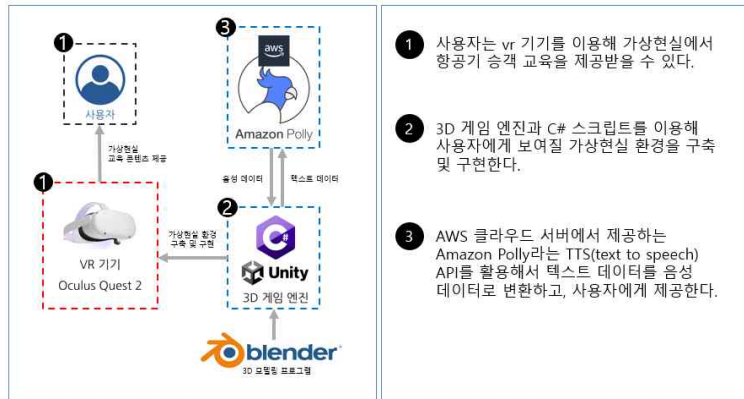 1
사용자
가상현실
교육 콘텐츠 제공
1
VR 기기
Oculus Quest 2
3
aws
Amazon Polly
음성 데이터
텍스트 데이터
2
C#
Unity
3D 게임 엔진
가상현실 환경
구축 및 구현
blender
3D 모델링 프로그램
1 사용자는 vr 기기를 이용해 가상현실에서
항공기 승객 교육을 제공받을 수 있다.
2 3D 게임 엔진과 C# 스크립트를 이용해
사용자에게 보여질 가상현실 환경을 구축
및 구현한다.
3 AWS 클라우드 서버에서 제공하는
Amazon Polly라는 TTS(text to speech)
API를 활용해서 텍스트 데이터를 음성
데이터로 변환하고, 사용자에게 제공한다.